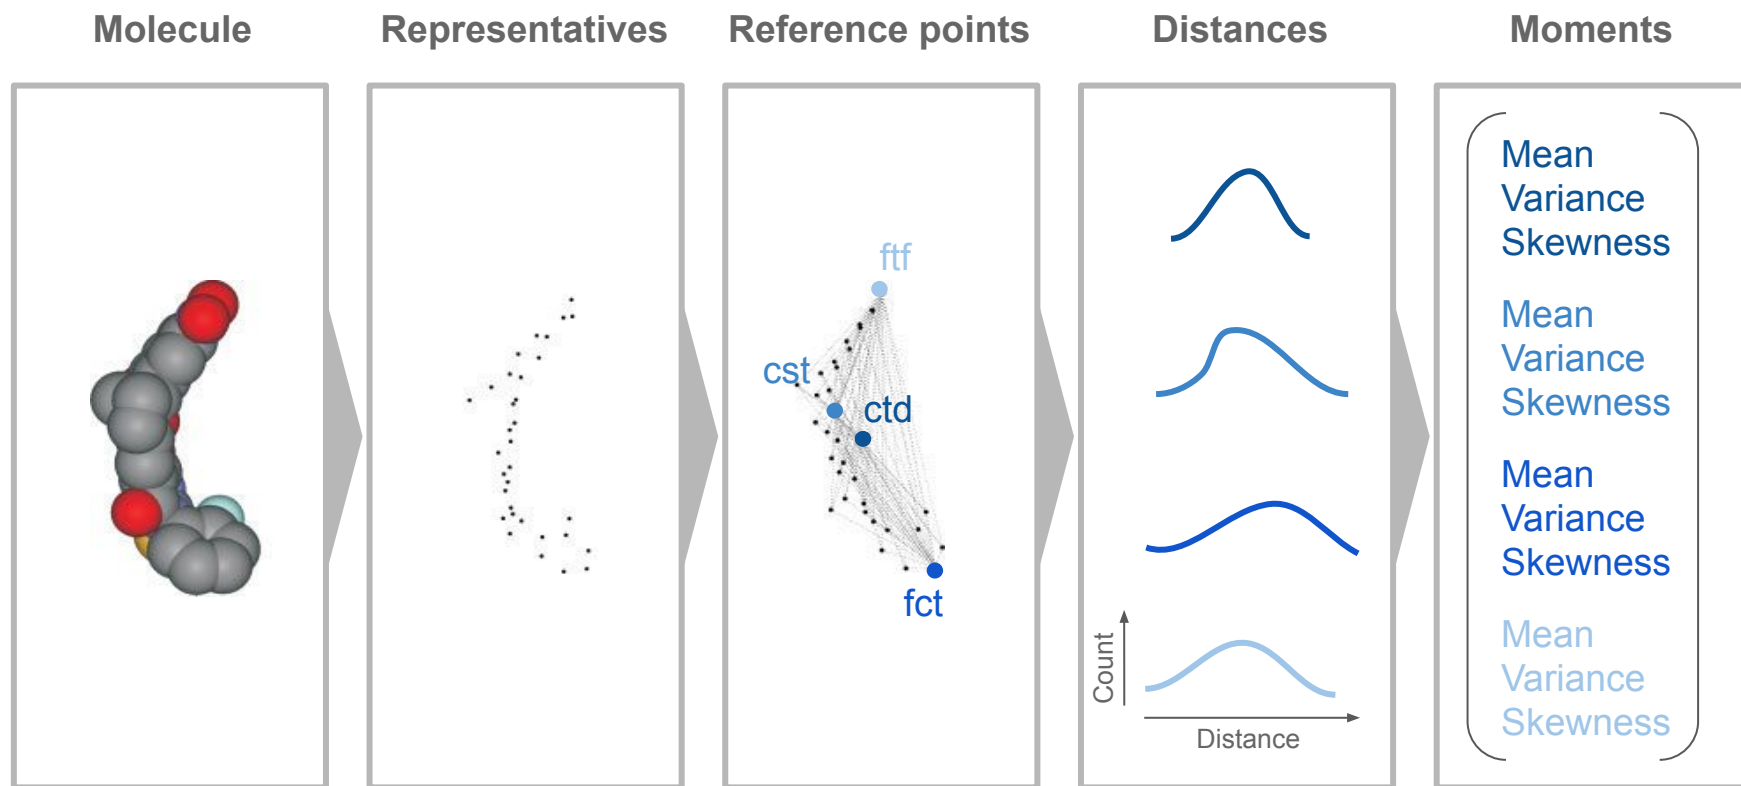 Molecule
Representatives
Reference points
Distances
Moments
ftf
cst
ctd
fct
Count
Distance
Mean
Variance
Skewness
Mean
Variance
Skewness
Mean
Variance
Skewness
Mean
Variance
Skewness